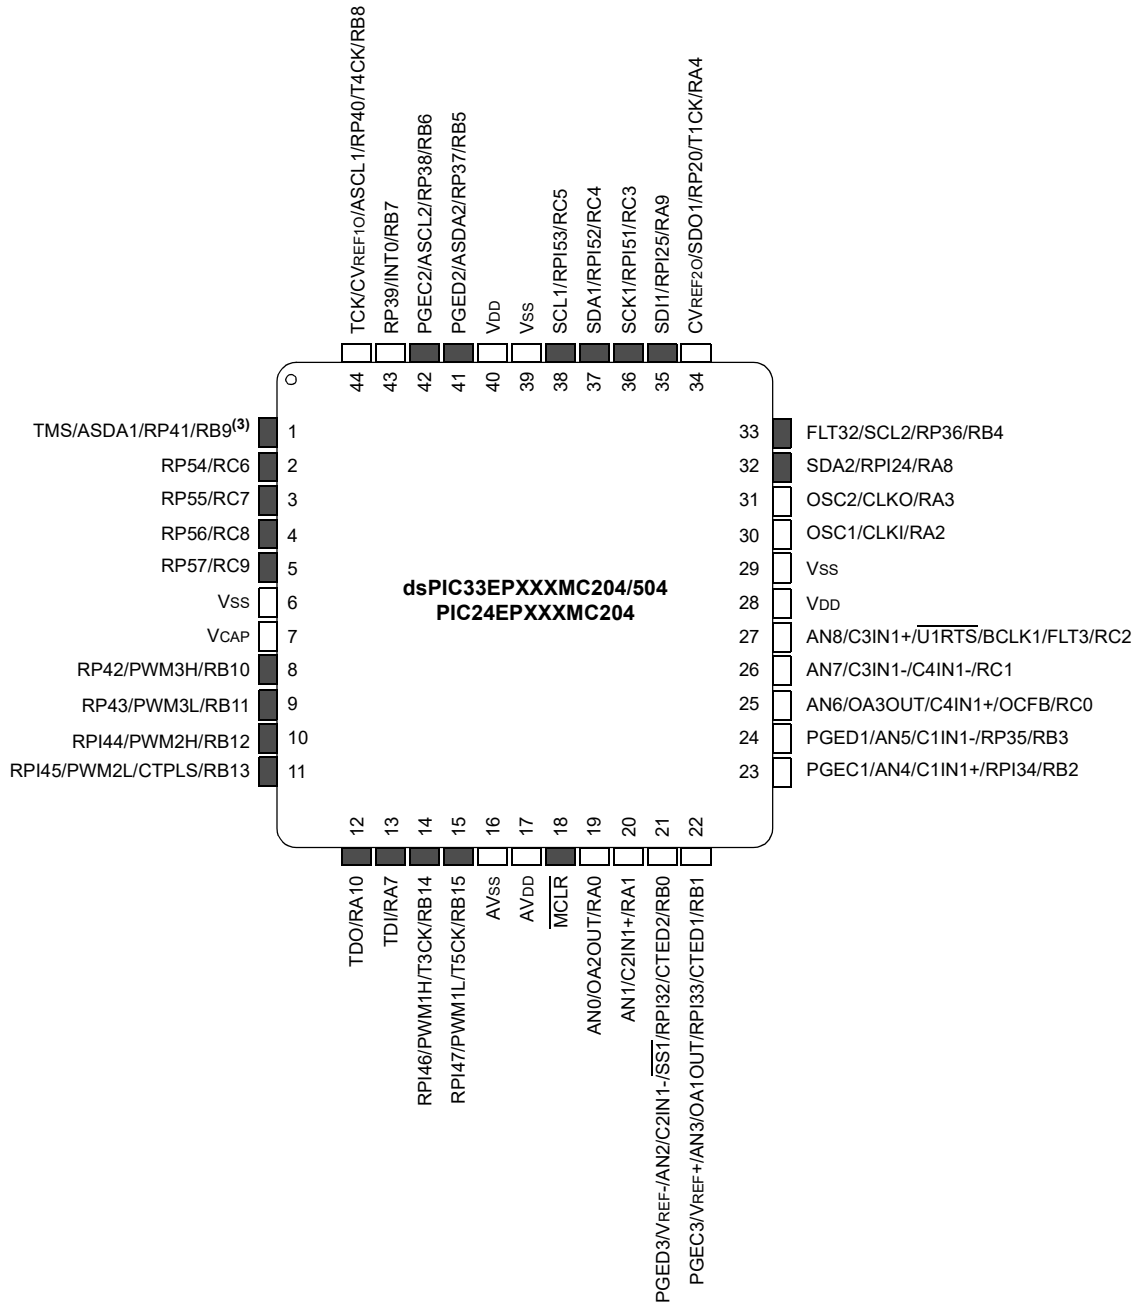 TCK/CVREF1O/ASCL1/RP40/T4CK/RB8
RP39/INT0/RB7
PGEC2/ASCL2/RP38/RB6
PGED2/ASDA2/RP37/RB5
VDD
VSS
SCL1/RPI53/RC5
SDA1/RPI52/RC4
SCK1/RPI51/RC3
SDI1/RPI25/RA9
CVREF2O/SDO1/RP20/T1CK/RA4
44
43
42
41
40
39
38
37
36
35
34
TMS/ASDA1/RP41/RB9(3) 1
RP54/RC6 2
RP55/RC7 3
RP56/RC8 4
RP57/RC9 5
VSS 6
VCAP 7
RP42/PWM3H/RB10 8
RP43/PWM3L/RB11 9
RPI44/PWM2H/RB12 10
RPI45/PWM2L/CTPLS/RB13 11
dsPIC33EPXXXMC204/504
PIC24EPXXXMC204
33 FLT32/SCL2/RP36/RB4
32 SDA2/RPI24/RA8
31 OSC2/CLKO/RA3
30 OSC1/CLKI/RA2
29 VSS
28 VDD
27 AN8/C3IN1+/U1RTS/BCLK1/FLT3/RC2
26 AN7/C3IN1-/C4IN1-/RC1
25 AN6/OA3OUT/C4IN1+/OCFB/RC0
24 PGED1/AN5/C1IN1-/RP35/RB3
23 PGEC1/AN4/C1IN1+/RPI34/RB2
12
13
14
15
16
17
18
19
20
21
22
TDO/RA10
TDI/RA7
RPI46/PWM1H/T3CK/RB14
RPI47/PWM1L/T5CK/RB15
AVSS
AVDD
MCLR
AN0/OA2OUT/RA0
AN1/C2IN1+/RA1
PGED3/VREF-/AN2/C2IN1-/SS1/RPI32/CTED2/RB0
PGEC3/VREF+/AN3/OA1OUT/RPI33/CTED1/RB1